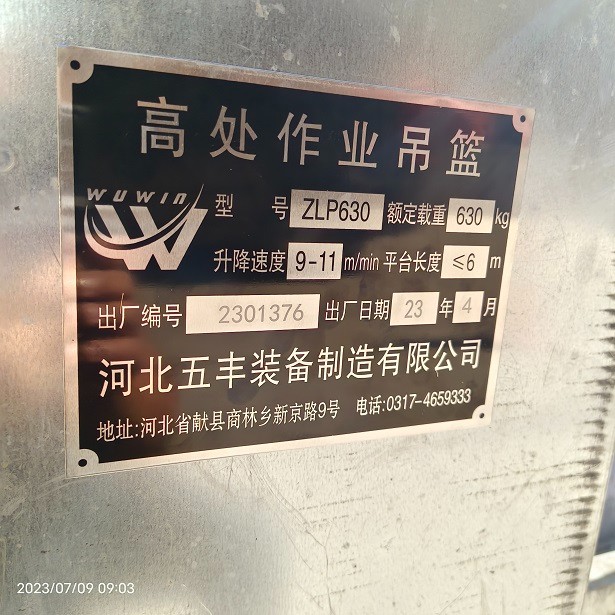 高处作业吊篮
WUWIN
型 号 ZLP630 额定载重 630 kg
升降速度 9-11 m/min 平台长度 ≤6 m
出厂编号 2301376 出厂日期 23 年 4 月
河北五丰装备制造有限公司
地址:河北省献县商林乡新京路9号 电话:0317-4659333
2023/07/09 09:03